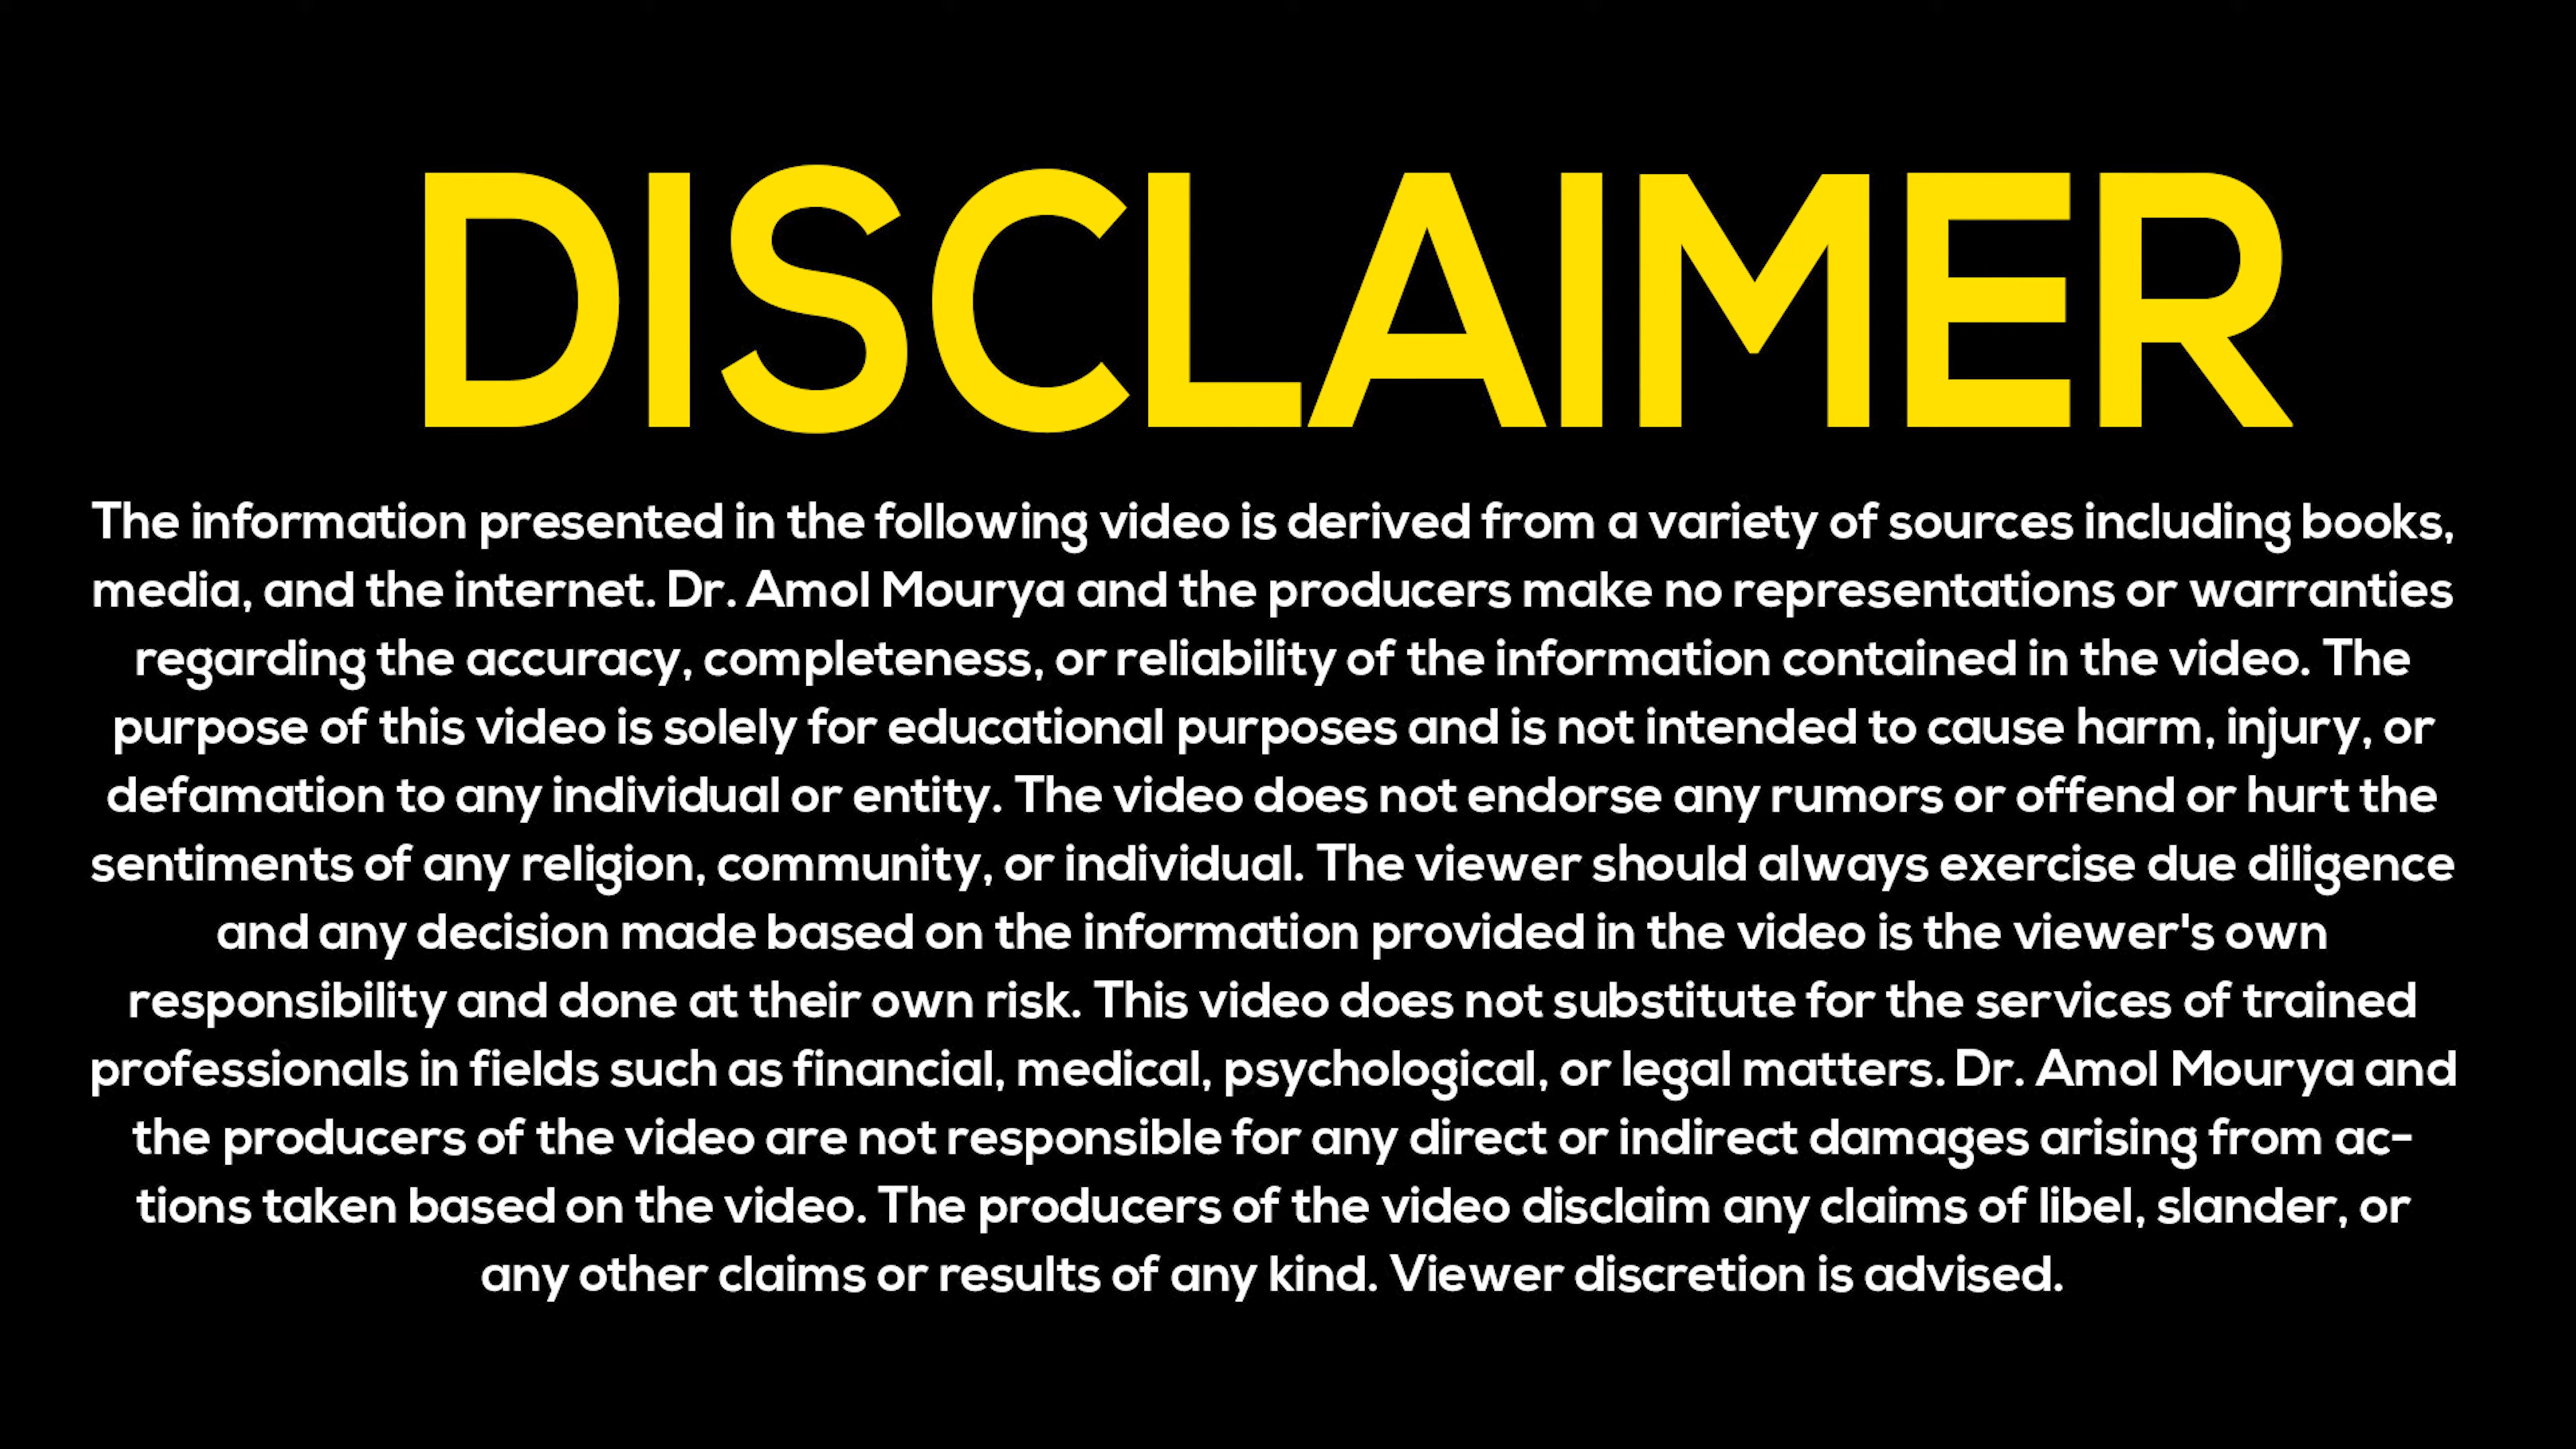 DISCLAIMER
The information presented in the following video is derived from a variety of sources including books,
media, and the internet. Dr. Amol Mourya and the producers make no representations or warranties
regarding the accuracy, completeness, or reliability of the information contained in the video. The
purpose of this video is solely for educational purposes and is not intended to cause harm, injury, or
defamation to any individual or entity. The video does not endorse any rumors or offend or hurt the
sentiments of any religion, community, or individual. The viewer should always exercise due diligence
and any decision made based on the information provided in the video is the viewer's own
responsibility and done at their own risk. This video does not substitute for the services of trained
professionals in fields such as financial, medical, psychological, or legal matters. Dr. Amol Mourya and
the producers of the video are not responsible for any direct or indirect damages arising from ac-
tions taken based on the video. The producers of the video disclaim any claims of libel, slander, or
any other claims or results of any kind. Viewer discretion is advised.